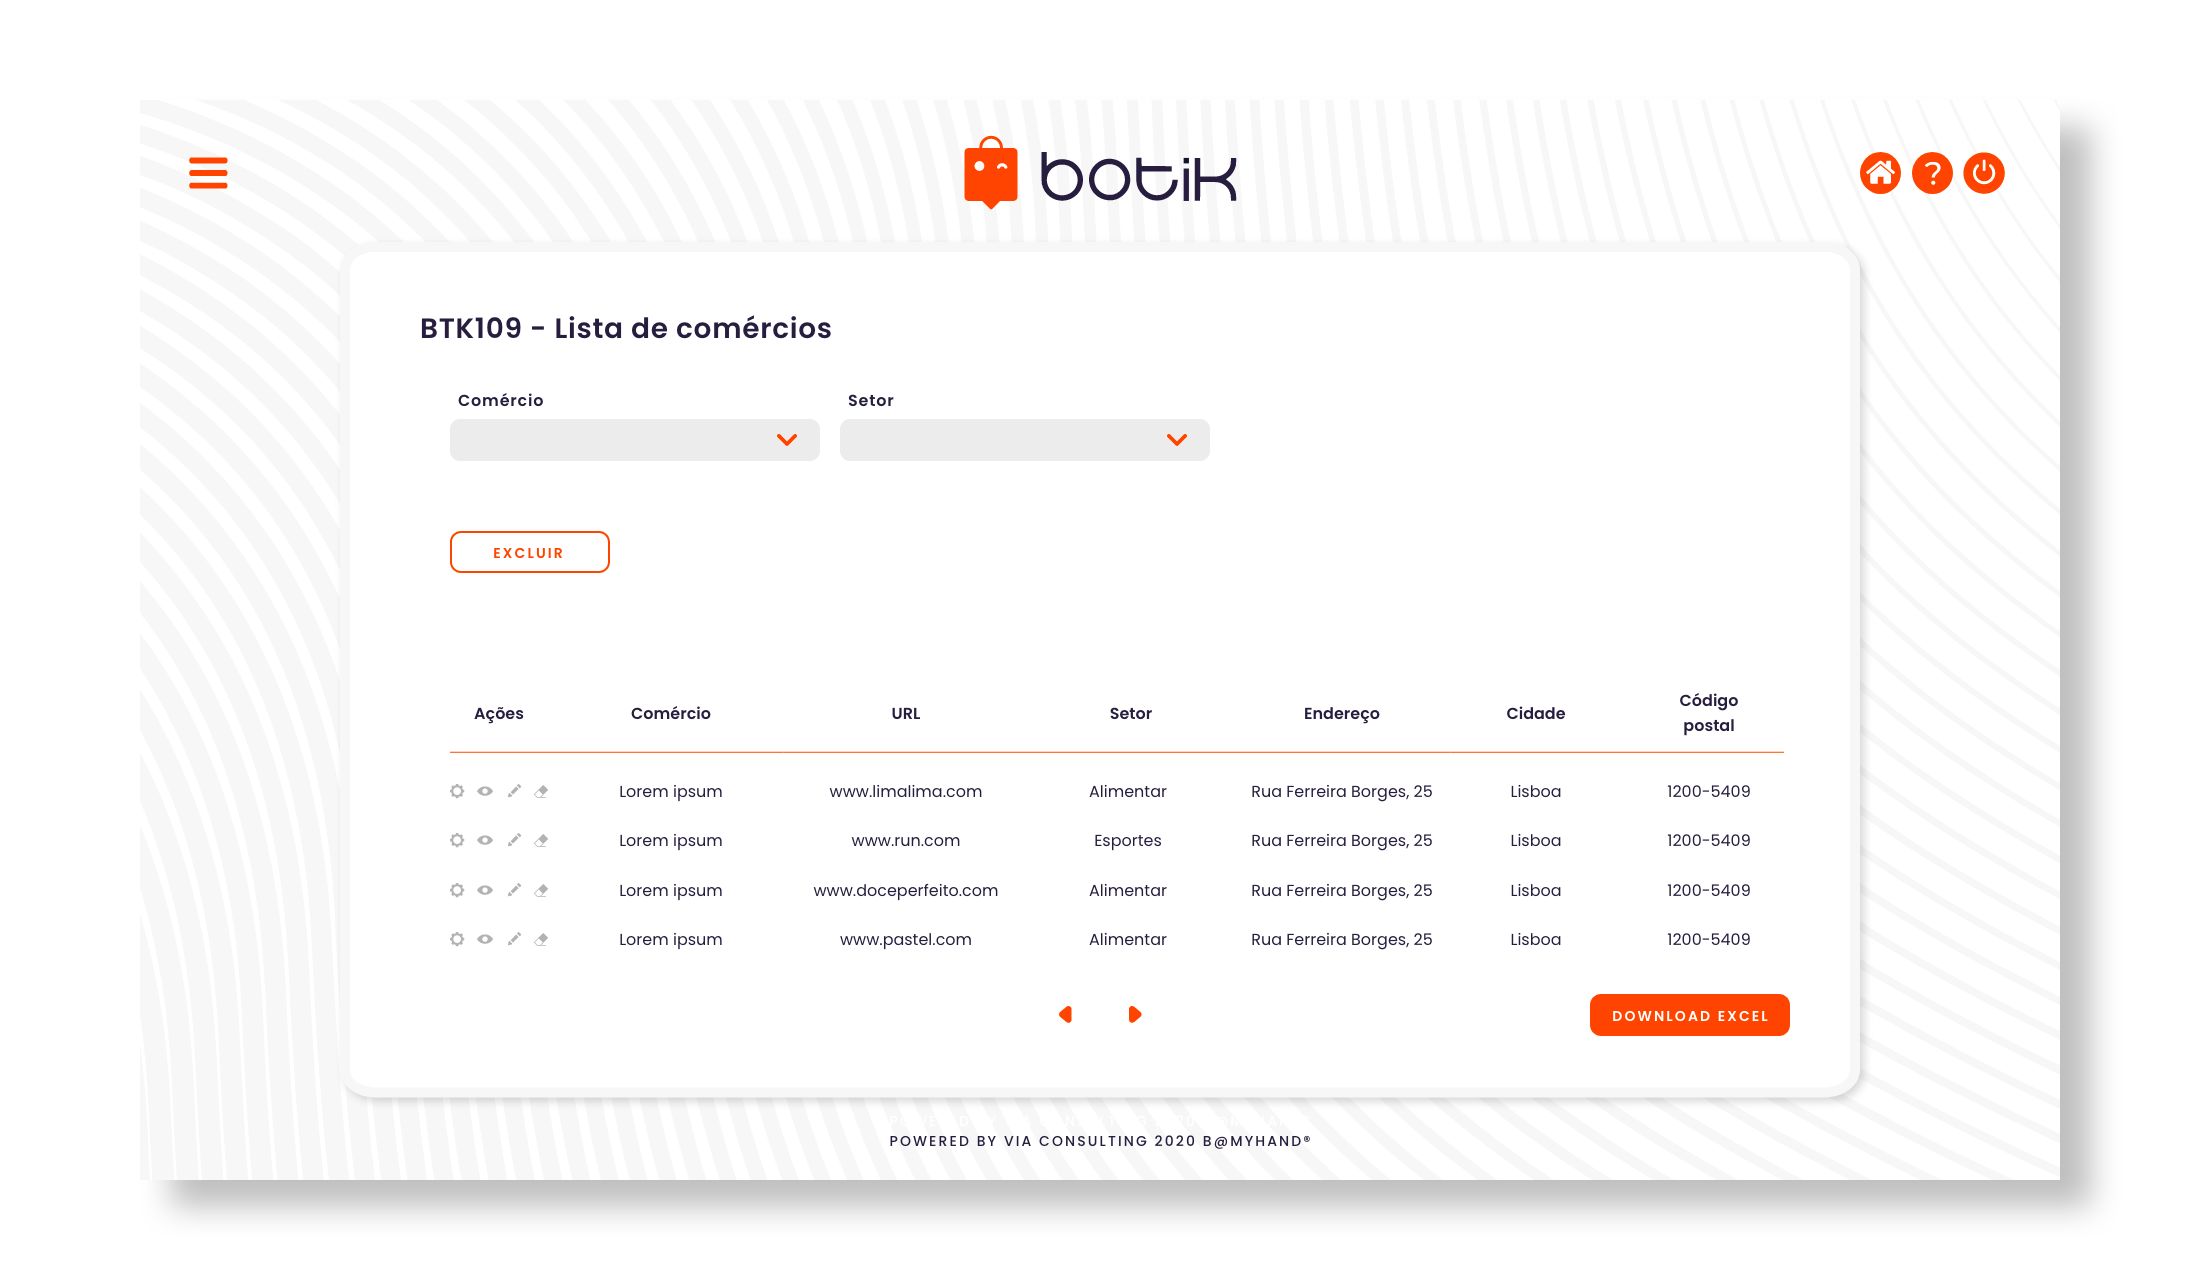 botik
BTK109 - Lista de comércios
Comércio Setor
EXCLUIR
Ações Comércio URL Setor Endereço Cidade Código postal
Lorem ipsum www.limalima.com Alimentar Rua Ferreira Borges, 25 Lisboa 1200-5409
Lorem ipsum www.run.com Esportes Rua Ferreira Borges, 25 Lisboa 1200-5409
Lorem ipsum www.doceperfeito.com Alimentar Rua Ferreira Borges, 25 Lisboa 1200-5409
Lorem ipsum www.pastel.com Alimentar Rua Ferreira Borges, 25 Lisboa 1200-5409
DOWNLOAD EXCEL
POWERED BY VIA CONSULTING 2020 B@MYHAND®